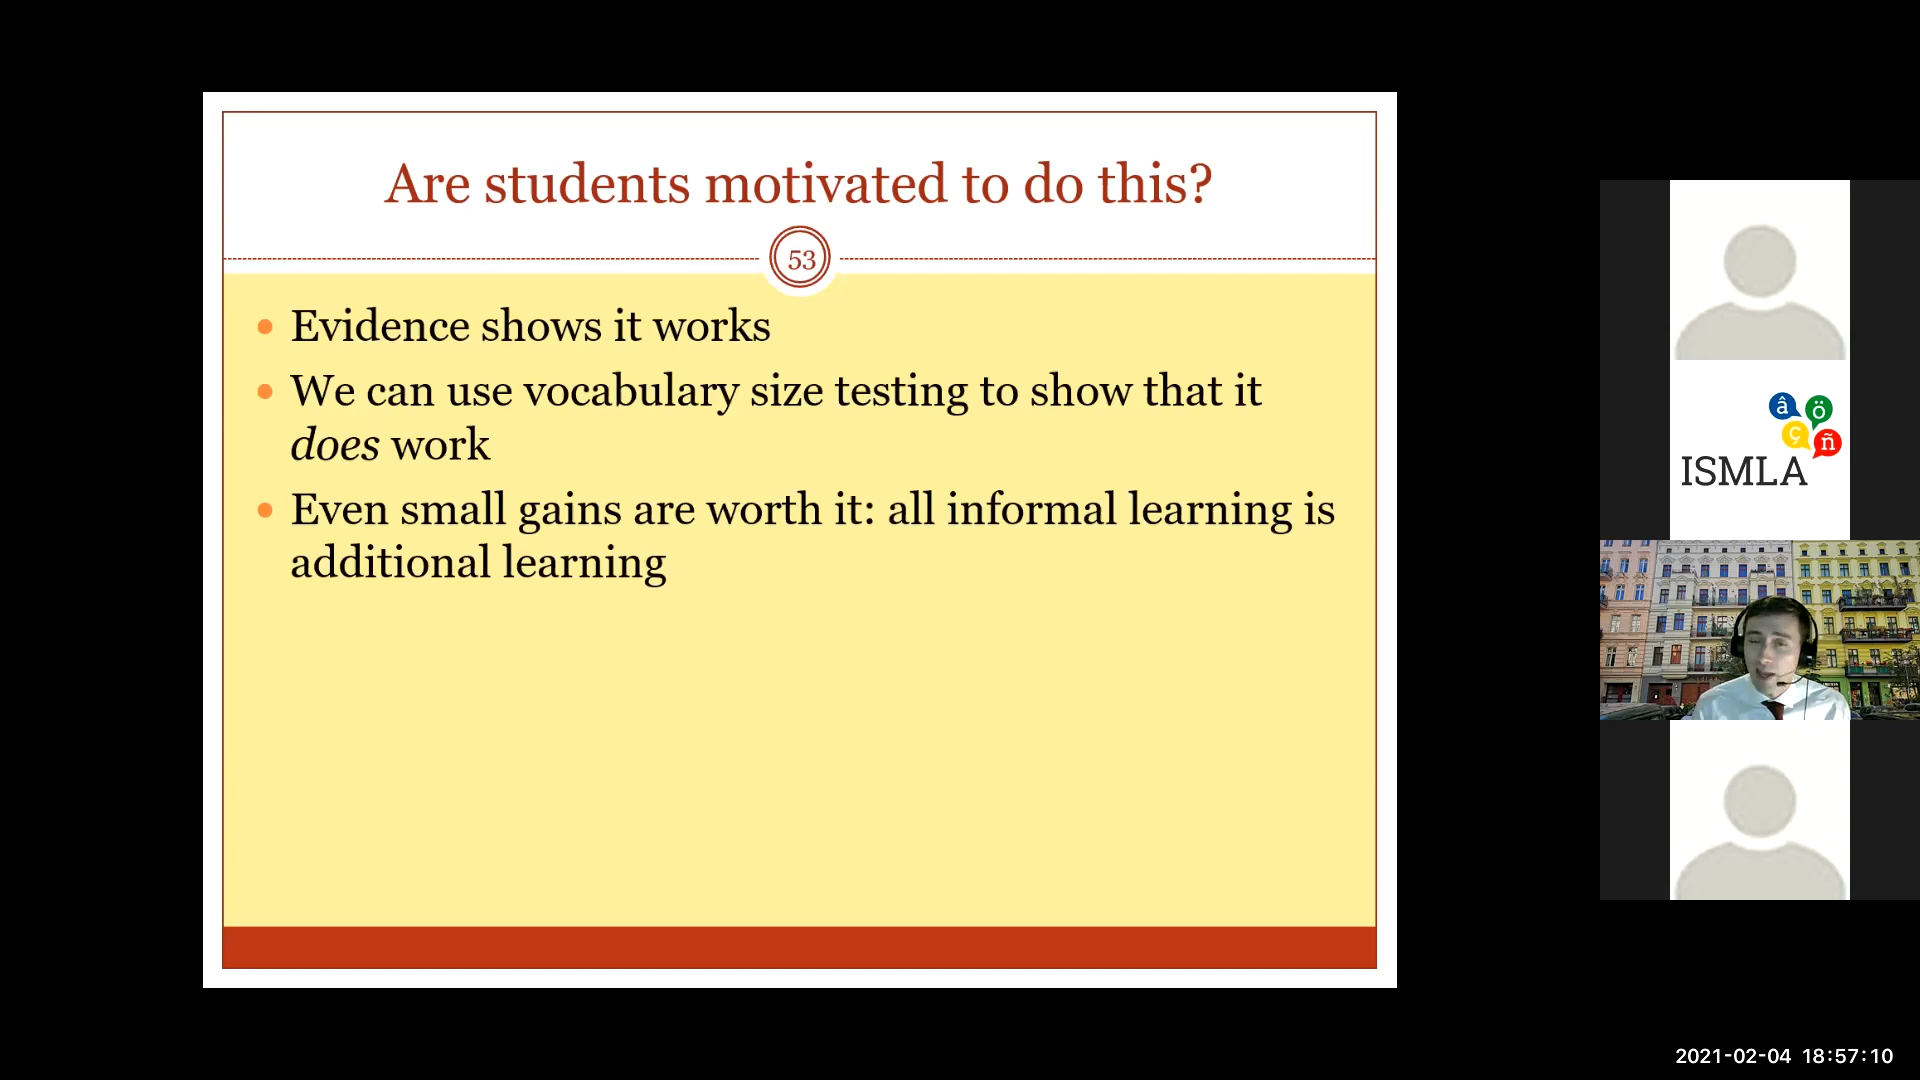 Are students motivated to do this?
53
Evidence shows it works
We can use vocabulary size testing to show that it
does work
Even small gains are worth it: all informal learning is
additional learning
â ö
ç ñ
ISMLA
2021-02-04 18:57:10